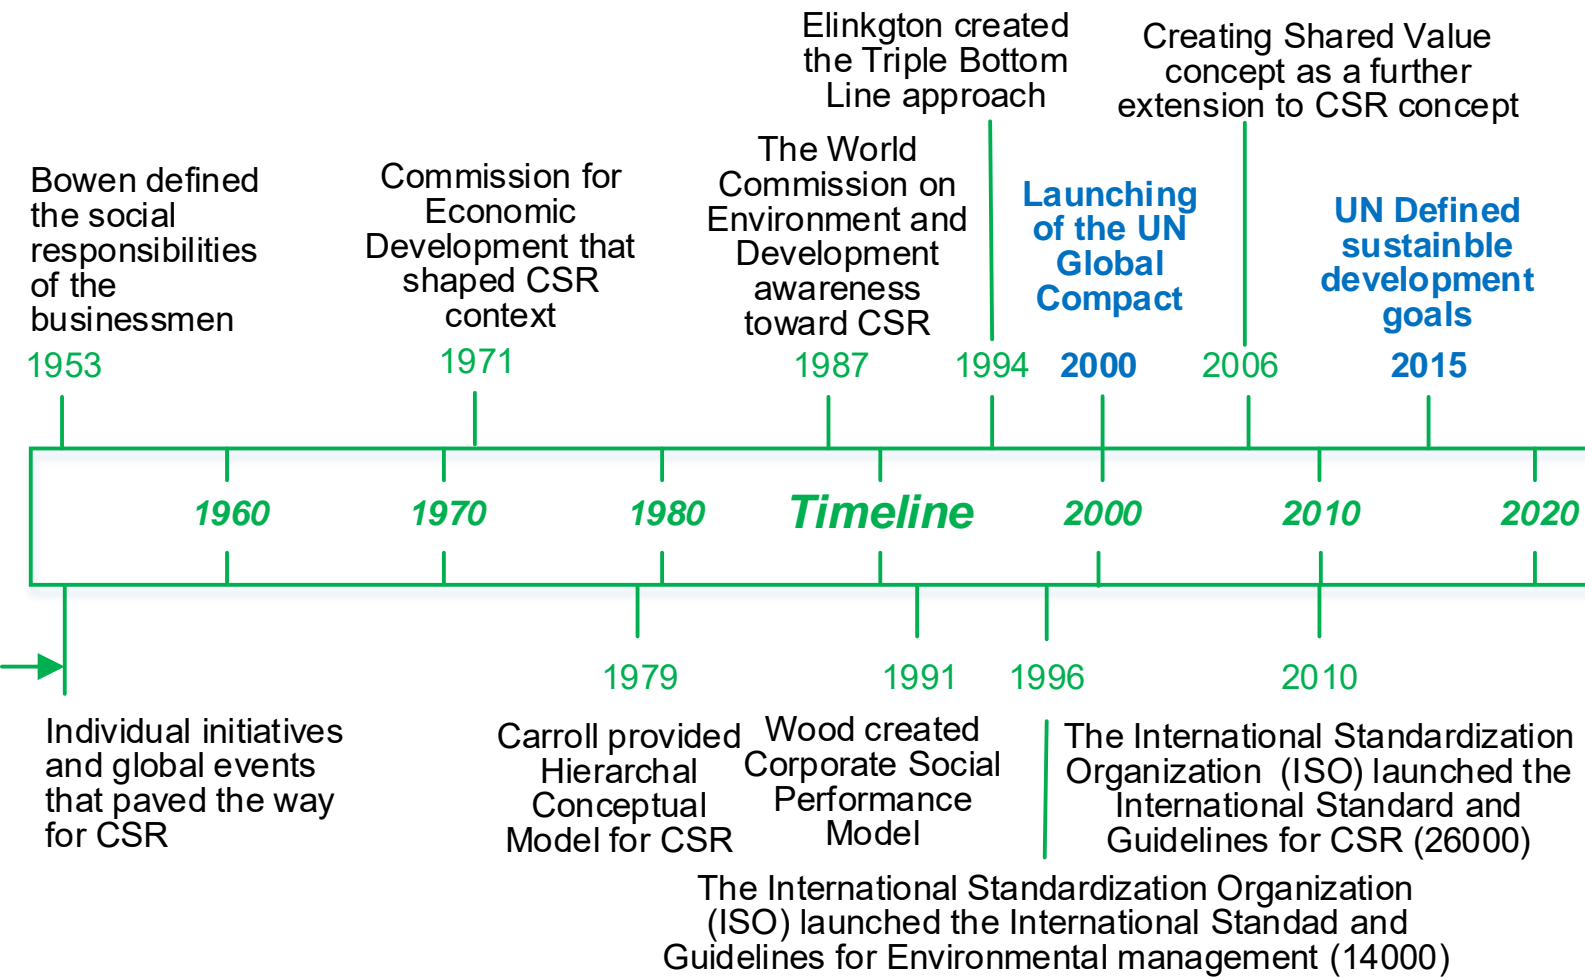 Elinkgton created
the Triple Bottom
Line approach
Creating Shared Value
concept as a further
extension to CSR concept
Bowen defined
the social
responsibilities
of the
businessmen
1953
Commission for
Economic
Development that
shaped CSR
context
1971
The World
Commission on
Environment and
Development
awareness
toward CSR
1987
1994
Launching
of the UN
Global
Compact
2000
2006
UN Defined
sustainble
development
goals
2015
1960
1970
1980
Timeline
2000
2010
2020
Individual initiatives
and global events
that paved the way
for CSR
1979
Carroll provided
Hierarchal
Conceptual
Model for CSR
1991
Wood created
Corporate Social
Performance
Model
1996
2010
The International Standardization
Organization (ISO) launched the
International Standard and
Guidelines for CSR (26000)
The International Standardization Organization
(ISO) launched the International Standad and
Guidelines for Environmental management (14000)